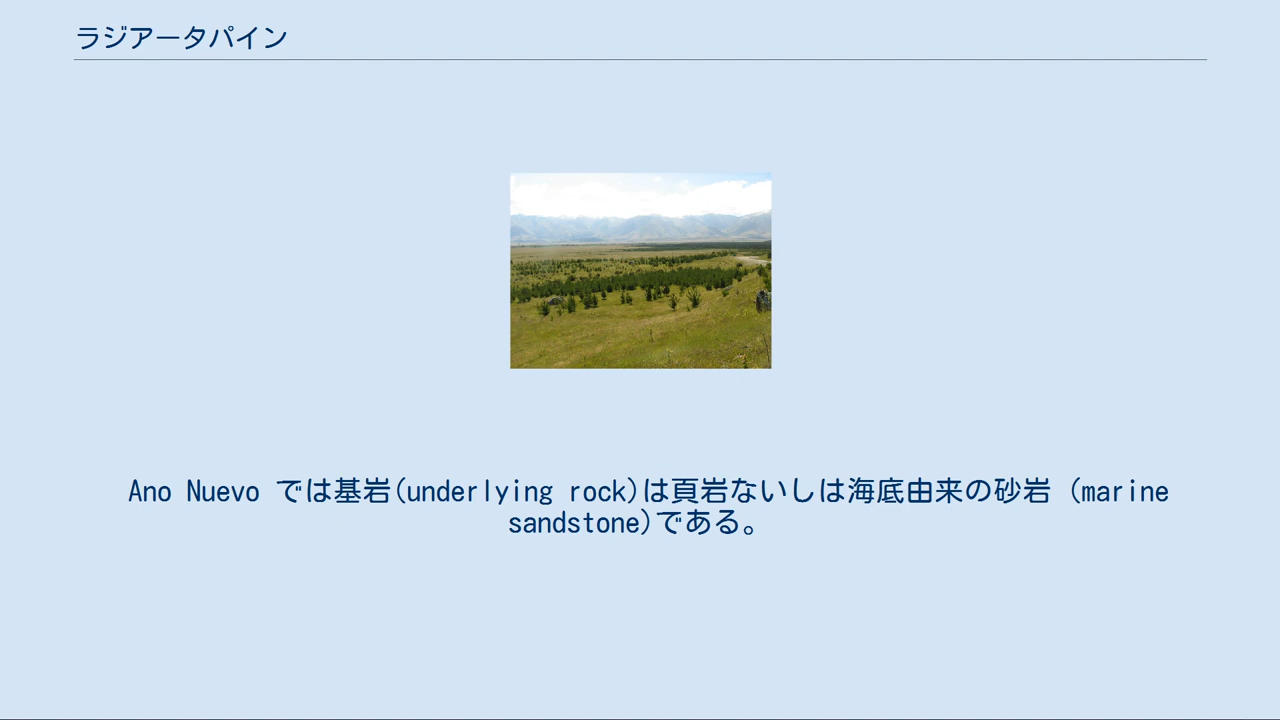 ラジアータパイン
Ano Nuevo では基岩(underlying rock)は頁岩ないしは海底由来の砂岩 (marine
sandstone)である。